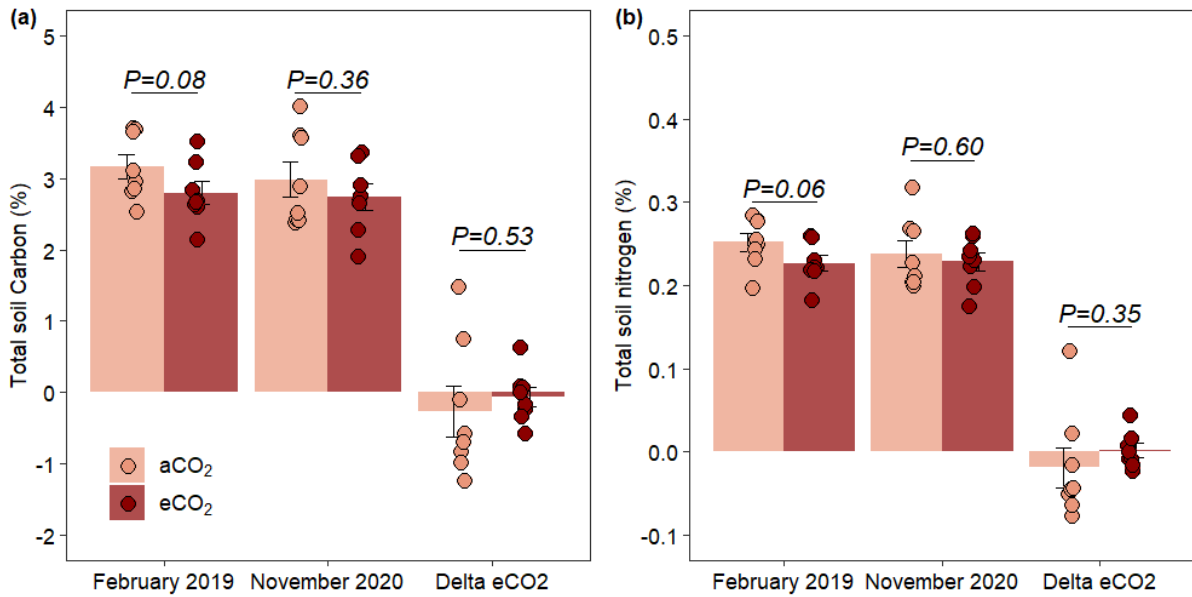 (a)
Total soil Carbon (%)
5
4
3
2
1
0
-1
-2
P=0.08
P=0.36
P=0.53
aCO₂
eCO₂
February 2019 November 2020 Delta eCO2
(b)
Total soil nitrogen (%)
0.5
0.4
0.3
0.2
0.1
0.0
-0.1
P=0.06
P=0.60
P=0.35
February 2019 November 2020 Delta eCO2